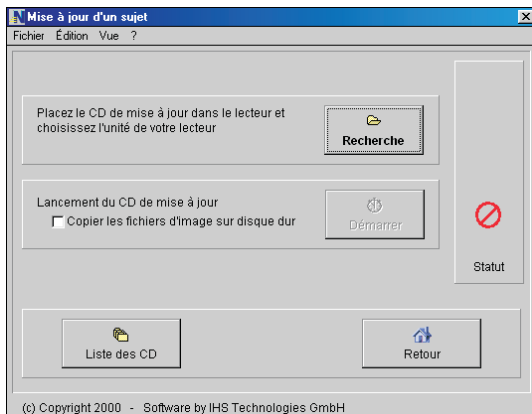 Mise à jour d'un sujet
Fichier Édition Vue ?
Placez le CD de mise à jour dans le lecteur et
choisissez l'unité de votre lecteur
Recherche
Lancement du CD de mise à jour
Copier les fichiers d'image sur disque dur
Démarrer
Statut
Liste des CD
Retour
(c) Copyright 2000 - Software by IHS Technologies GmbH